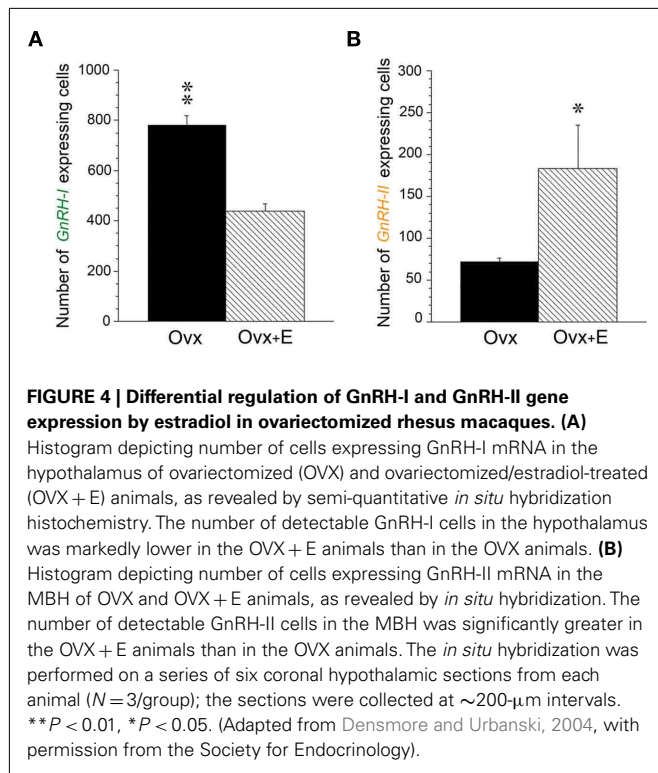 A
B
Number of GnRH-I expressing cells
1000
800
600
400
200
0
**
Ovx
Ovx+E
Number of GnRH-II expressing cells
300
250
200
150
100
50
0
*
Ovx
Ovx+E
FIGURE 4 | Differential regulation of GnRH-I and GnRH-II gene
expression by estradiol in ovariectomized rhesus macaques. (A)
Histogram depicting number of cells expressing GnRH-I mRNA in the
hypothalamus of ovariectomized (OVX) and ovariectomized/estradiol-treated
(OVX + E) animals, as revealed by semi-quantitative in situ hybridization
histochemistry. The number of detectable GnRH-I cells in the hypothalamus
was markedly lower in the OVX + E animals than in the OVX animals. (B)
Histogram depicting number of cells expressing GnRH-II mRNA in the
MBH of OVX and OVX + E animals, as revealed by in situ hybridization. The
number of detectable GnRH-II cells in the MBH was significantly greater in
the OVX + E animals than in the OVX animals. The in situ hybridization was
performed on a series of six coronal hypothalamic sections from each
animal (N = 3/group); the sections were collected at ~200-μm intervals.
**P < 0.01, *P < 0.05. (Adapted from Densmore and Urbanski, 2004, with
permission from the Society for Endocrinology).